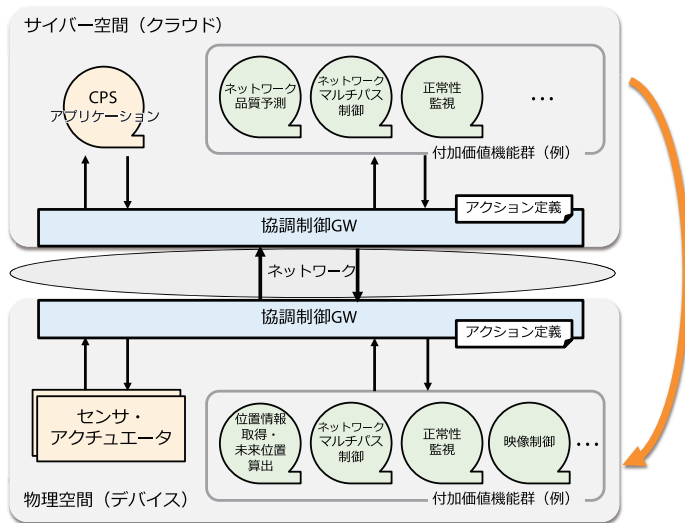 サイバー空間（クラウド）
CPS
アプリケーション
ネットワーク
品質予測
ネットワーク
マルチパス
制御
正常性
監視
…
付加価値機能群（例）
アクション定義
協調制御GW
ネットワーク
協調制御GW
アクション定義
センサ・
アクチュエータ
位置情報
取得・
未来位置
算出
ネットワーク
マルチパス
制御
正常性
監視
映像制御
…
物理空間（デバイス）
付加価値機能群（例）